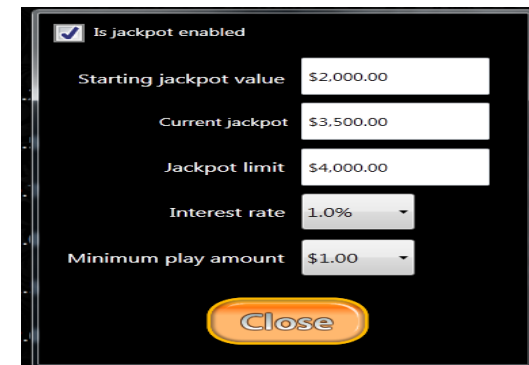 Is jackpot enabled
Starting jackpot value $2,000.00
Current jackpot $3,500.00
Jackpot limit $4,000.00
Interest rate 1.0%
Minimum play amount $1.00
Close